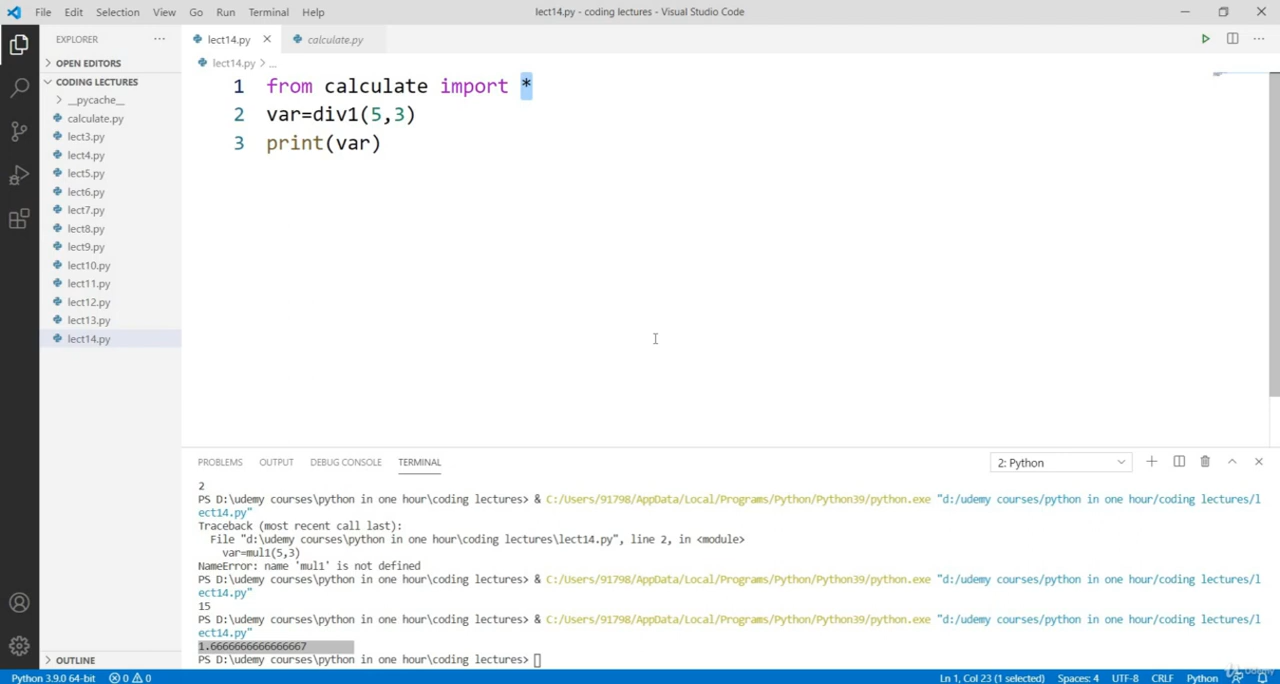 File Edit Selection View Go Run Terminal Help
lect14.py - coding lectures - Visual Studio Code
EXPLORER
OPEN EDITORS
CODING LECTURES
__pycache__
calculate.py
lect3.py
lect4.py
lect5.py
lect6.py
lect7.py
lect8.py
lect9.py
lect10.py
lect11.py
lect12.py
lect13.py
lect14.py
OUTLINE
lect14.py calculate.py
lect14.py > ...
1 from calculate import *
2 var=div1(5,3)
3 print(var)
PROBLEMS OUTPUT DEBUG CONSOLE TERMINAL
2: Python
2
PS D:\udemy courses\python in one hour\coding lectures> & C:/Users/91798/AppData/Local/Programs/Python/Python39/python.exe "d:/udemy courses/python in one hour/coding lectures/l
ect14.py"
Traceback (most recent call last):
File "d:\udemy courses\python in one hour\coding lectures\lect14.py", line 2, in <module>
var=mul1(5,3)
NameError: name 'mul1' is not defined
PS D:\udemy courses\python in one hour\coding lectures> & C:/Users/91798/AppData/Local/Programs/Python/Python39/python.exe "d:/udemy courses/python in one hour/coding lectures/l
ect14.py"
15
PS D:\udemy courses\python in one hour\coding lectures> & C:/Users/91798/AppData/Local/Programs/Python/Python39/python.exe "d:/udemy courses/python in one hour/coding lectures/l
ect14.py"
1.6666666666666667
PS D:\udemy courses\python in one hour\coding lectures>
Python 3.9.0 64-bit 0 0 Ln 1, Col 23 (1 selected) Spaces: 4 UTF-8 CRLF Python
Udemy